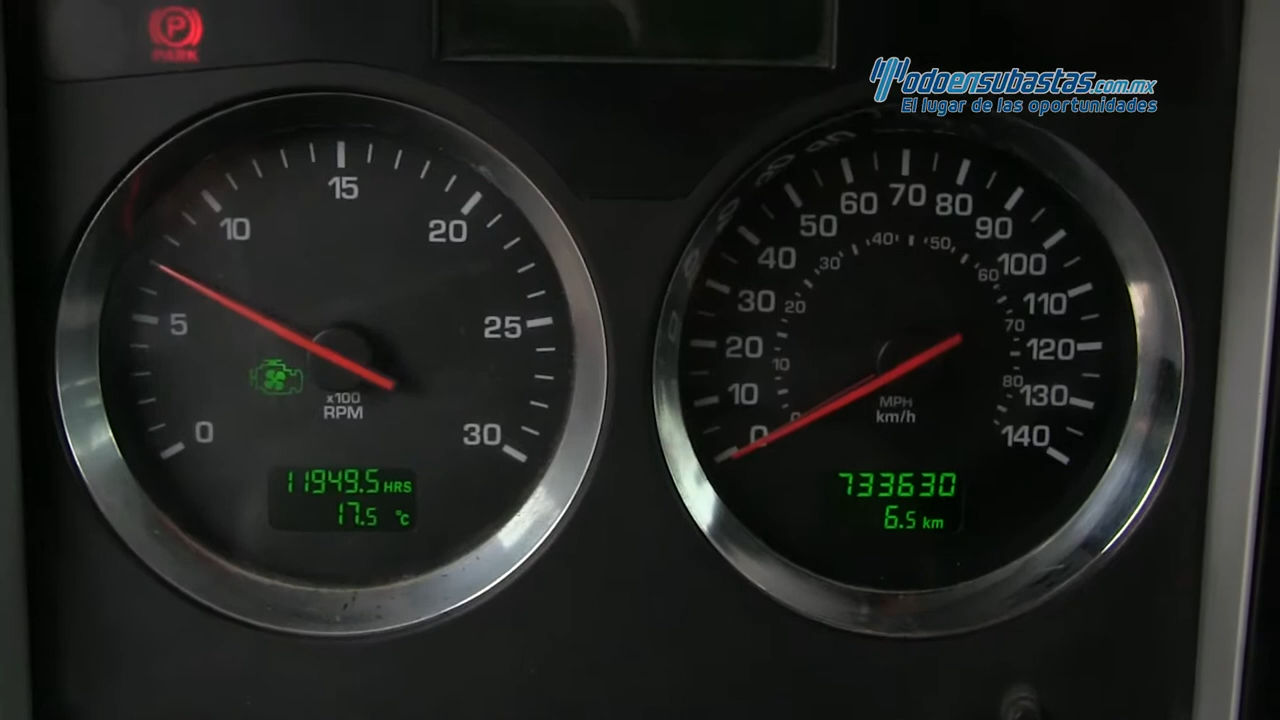 P
PARK
Todoensubastas.com.mx
El lugar de las oportunidades
0
5
10
15
20
25
30
x100
RPM
11949.5 HRS
17.5 °C
0
10
20
30
40
50
60
70
80
90
100
110
120
130
140
0
10
20
30
40
50
60
70
80
MPH
km/h
733630
6.5 km